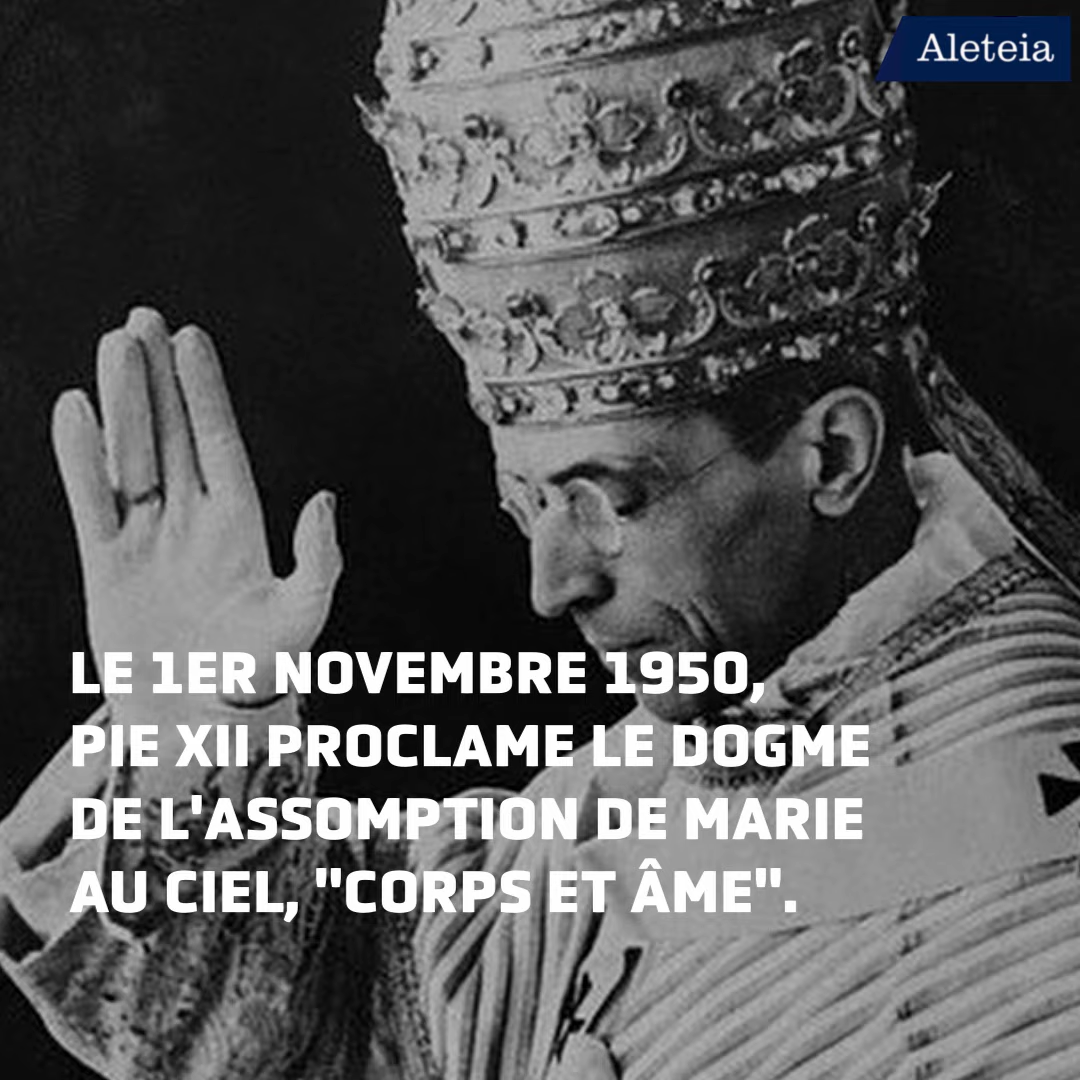 Aleteia
LE 1ER NOVEMBRE 1950,
PIE XII PROCLAME LE DOGME
DE L'ASSOMPTION DE MARIE
AU CIEL, "CORPS ET ÂME".